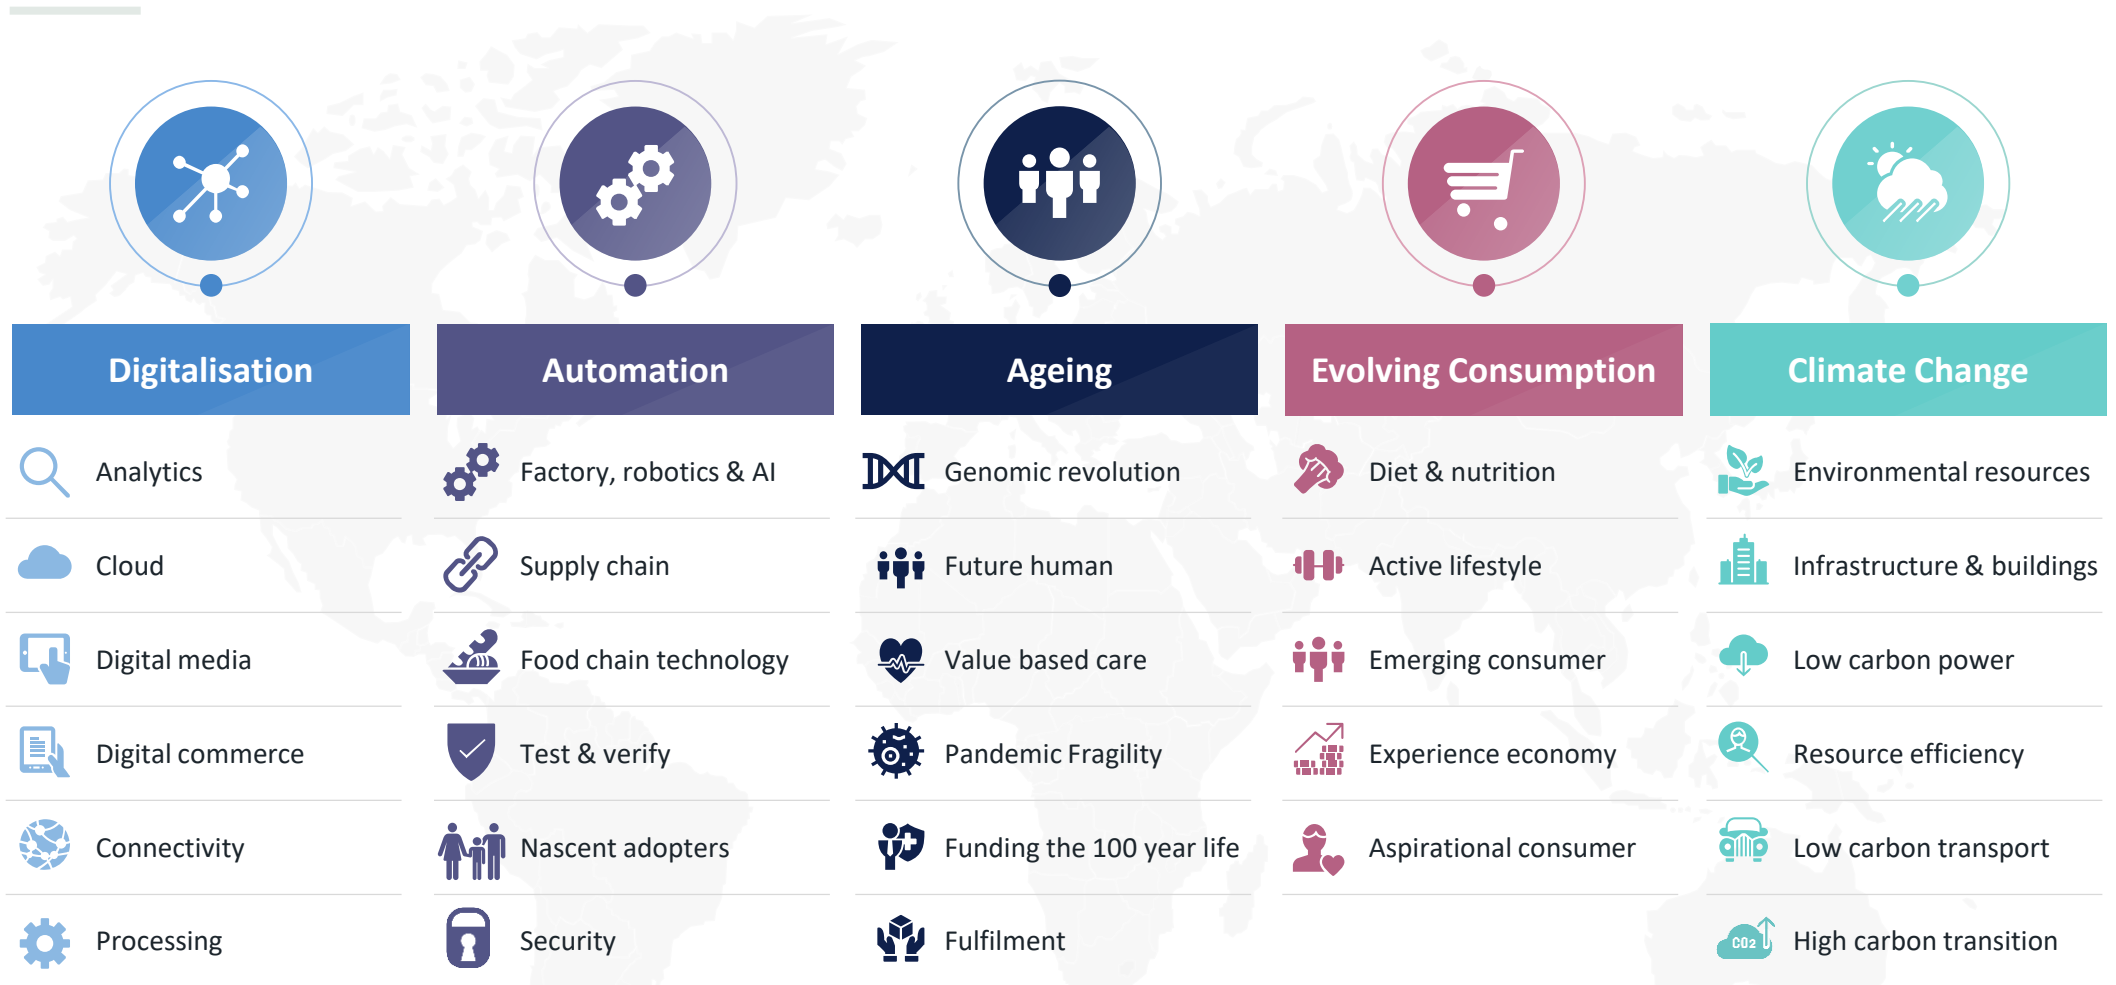 Digitalisation
Analytics
Cloud
Digital media
Digital commerce
Connectivity
Processing
Automation
Factory, robotics & AI
Supply chain
Food chain technology
Test & verify
Nascent adopters
Security
Ageing
Genomic revolution
Future human
Value based care
Pandemic Fragility
Funding the 100 year life
Fulfilment
Evolving Consumption
Diet & nutrition
Active lifestyle
Emerging consumer
Experience economy
Aspirational consumer
Climate Change
Environmental resources
Infrastructure & buildings
Low carbon power
Resource efficiency
Low carbon transport
CO2
High carbon transition